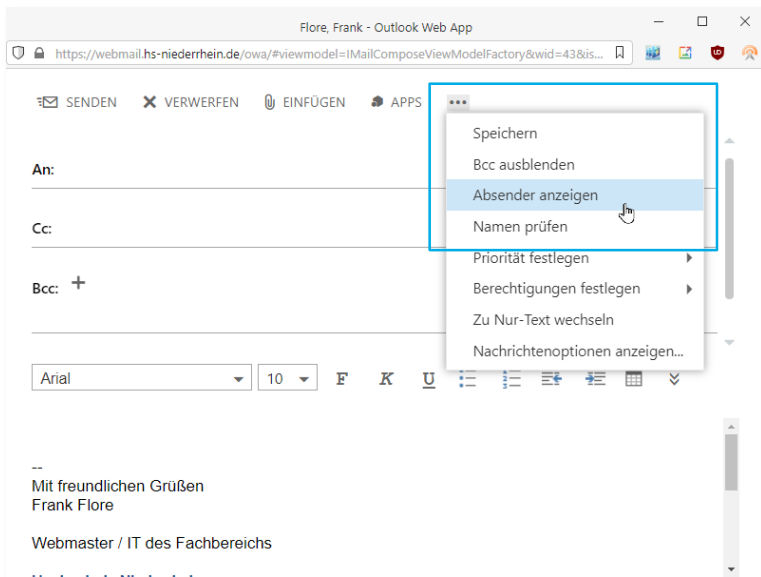 Flore, Frank - Outlook Web App
https://webmail.hs-niederrhein.de/owa/#viewmodel=IMailComposeViewModelFactory&wid=43&is...
SENDEN VERWERFEN EINFÜGEN APPS •••
Speichern
Bcc ausblenden
An:
Absender anzeigen
Namen prüfen
Cc:
Priorität festlegen
Bcc: +
Berechtigungen festlegen
Zu Nur-Text wechseln
Nachrichtenoptionen anzeigen...
Arial 10 F K U
--
Mit freundlichen Grüßen
Frank Flore
Webmaster / IT des Fachbereichs